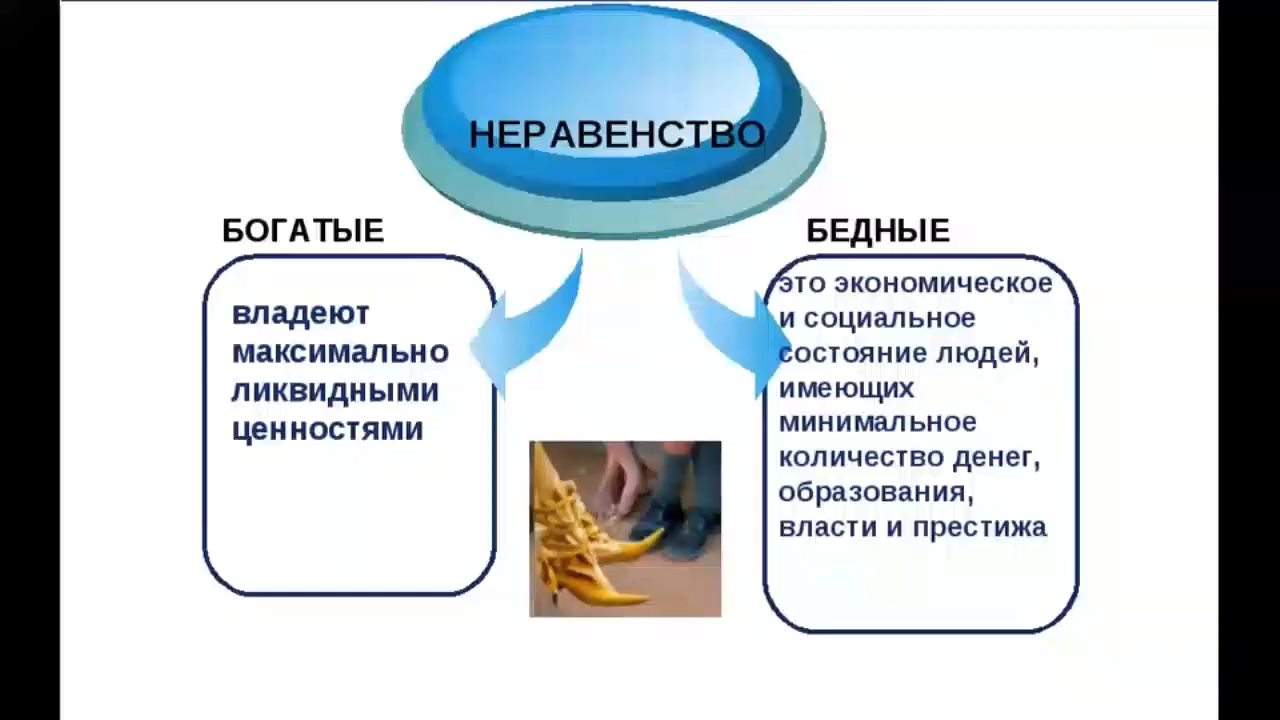 НЕРАВЕНСТВО
БОГАТЫЕ
владеют
максимально
ликвидными
ценностями
БЕДНЫЕ
это экономическое
и социальное
состояние людей,
имеющих
минимальное
количество денег,
образования,
власти и престижа